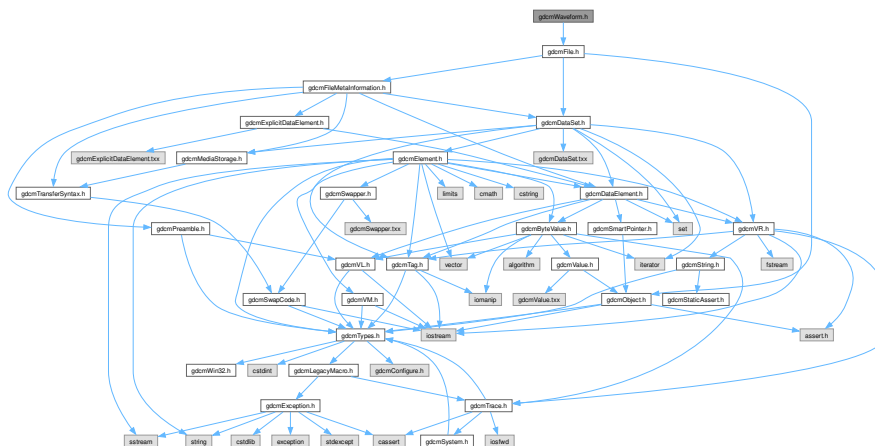 gdcmWaveform.h
gdcmFile.h
gdcmFileMetaInformation.h
gdcmExplicitDataElement.h
gdcmDataSet.h
gdcmExplicitDataElement.txx
gdcmMediaStorage.h
gdcmElement.h
gdcmDataSet.txx
gdcmTransferSyntax.h
gdcmSwapper.h
limits
cmath
cstring
gdcmDataElement.h
gdcmPreamble.h
gdcmSwapper.txx
gdcmByteValue.h
gdcmSmartPointer.h
set
gdcmVR.h
gdcmVL.h
gdcmTag.h
vector
algorithm
gdcmValue.h
iterator
gdcmString.h
fstream
gdcmSwapCode.h
gdcmVM.h
iomanip
gdcmValue.txx
gdcmObject.h
gdcmStaticAssert.h
gdcmTypes.h
iostream
assert.h
gdcmWin32.h
cstdint
gdcmLegacyMacro.h
gdcmConfigure.h
gdcmException.h
gdcmTrace.h
sstream
string
cstdlib
exception
stdexcept
cassert
gdcmSystem.h
iosfwd